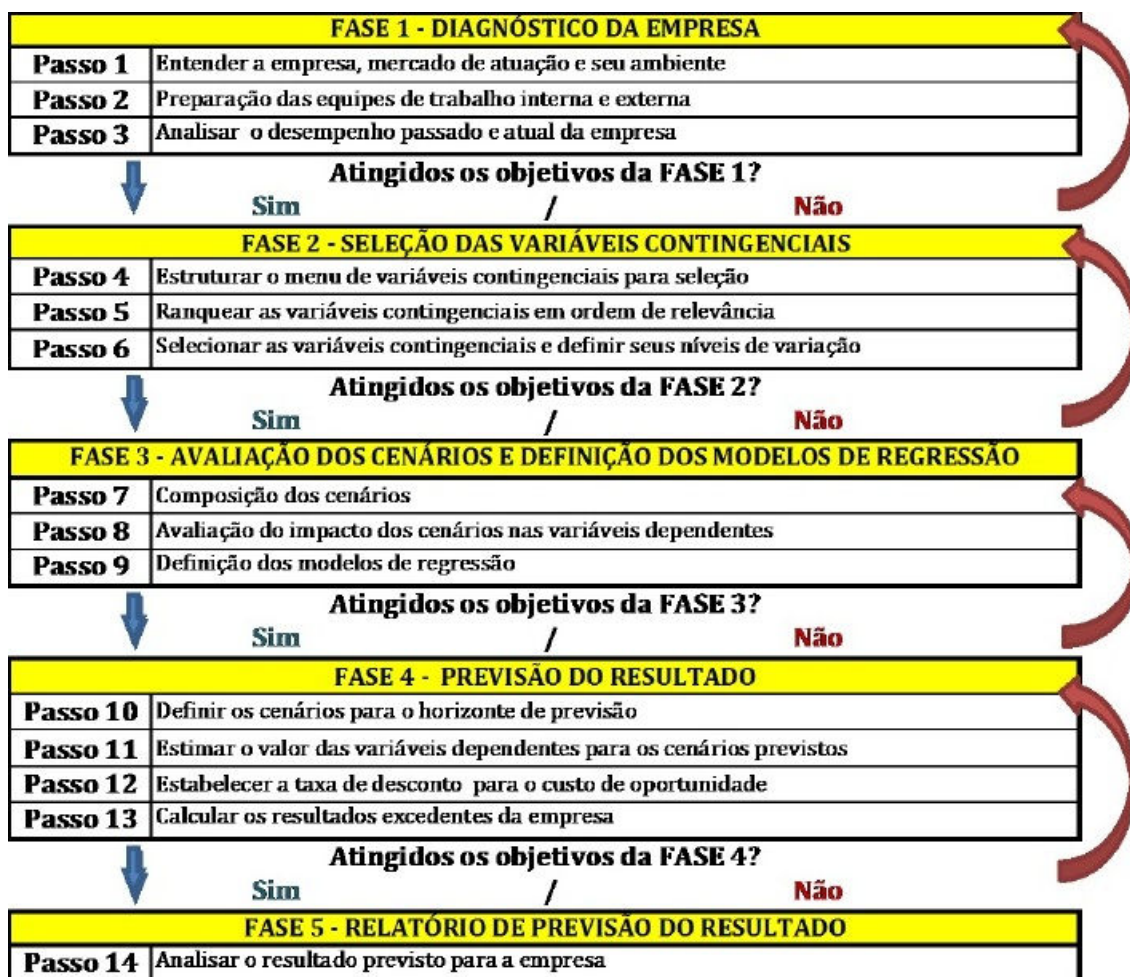 FASE 1 - DIAGNÓSTICO DA EMPRESA
Passo 1 Entender a empresa, mercado de atuação e seu ambiente
Passo 2 Preparação das equipes de trabalho interna e externa
Passo 3 Analisar o desempenho passado e atual da empresa
Atingidos os objetivos da FASE 1?
Sim / Não
FASE 2 - SELEÇÃO DAS VARIÁVEIS CONTINGENCIAIS
Passo 4 Estruturar o menu de variáveis contingenciais para seleção
Passo 5 Ranquear as variáveis contingenciais em ordem de relevância
Passo 6 Selecionar as variáveis contingenciais e definir seus níveis de variação
Atingidos os objetivos da FASE 2?
Sim / Não
FASE 3 - AVALIAÇÃO DOS CENÁRIOS E DEFINIÇÃO DOS MODELOS DE REGRESSÃO
Passo 7 Composição dos cenários
Passo 8 Avaliação do impacto dos cenários nas variáveis dependentes
Passo 9 Definição dos modelos de regressão
Atingidos os objetivos da FASE 3?
Sim / Não
FASE 4 - PREVISÃO DO RESULTADO
Passo 10 Definir os cenários para o horizonte de previsão
Passo 11 Estimar o valor das variáveis dependentes para os cenários previstos
Passo 12 Estabelecer a taxa de desconto para o custo de oportunidade
Passo 13 Calcular os resultados excedentes da empresa
Atingidos os objetivos da FASE 4?
Sim / Não
FASE 5 - RELATÓRIO DE PREVISÃO DO RESULTADO
Passo 14 Analisar o resultado previsto para a empresa